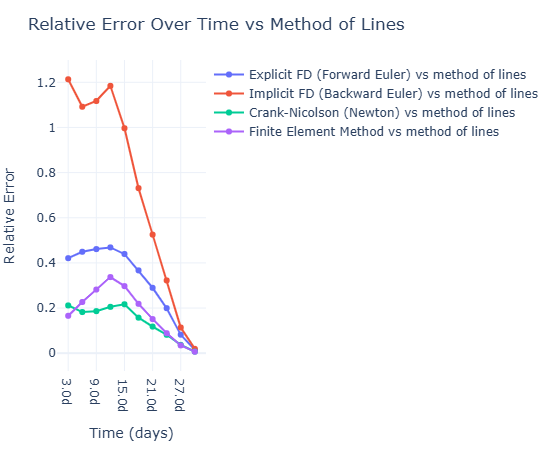 Relative Error Over Time vs Method of Lines
Explicit FD (Forward Euler) vs method of lines
Implicit FD (Backward Euler) vs method of lines
Crank-Nicolson (Newton) vs method of lines
Finite Element Method vs method of lines
Relative Error
1.2
1
0.8
0.6
0.4
0.2
0
3.0d
9.0d
15.0d
21.0d
27.0d
Time (days)